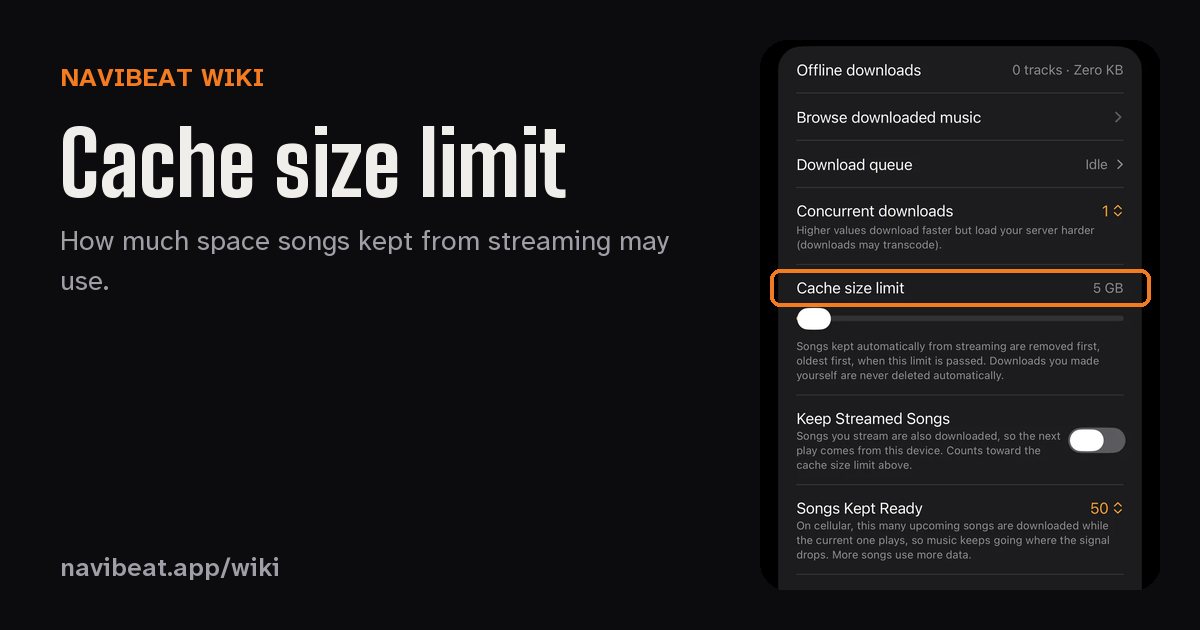 NAVIBEAT WIKI
Cache size limit
How much space songs kept from streaming may
use.
navibeat.app/wiki
Offline downloads 0 tracks · Zero KB
Browse downloaded music
Download queue Idle
Concurrent downloads 1
Higher values download faster but load your server harder
(downloads may transcode).
Cache size limit 5 GB
Songs kept automatically from streaming are removed first,
oldest first, when this limit is passed. Downloads you made
yourself are never deleted automatically.
Keep Streamed Songs
Songs you stream are also downloaded, so the next
play comes from this device. Counts toward the
cache size limit above.
Songs Kept Ready 50
On cellular, this many upcoming songs are downloaded while
the current one plays, so music keeps going where the signal
drops. More songs use more data.